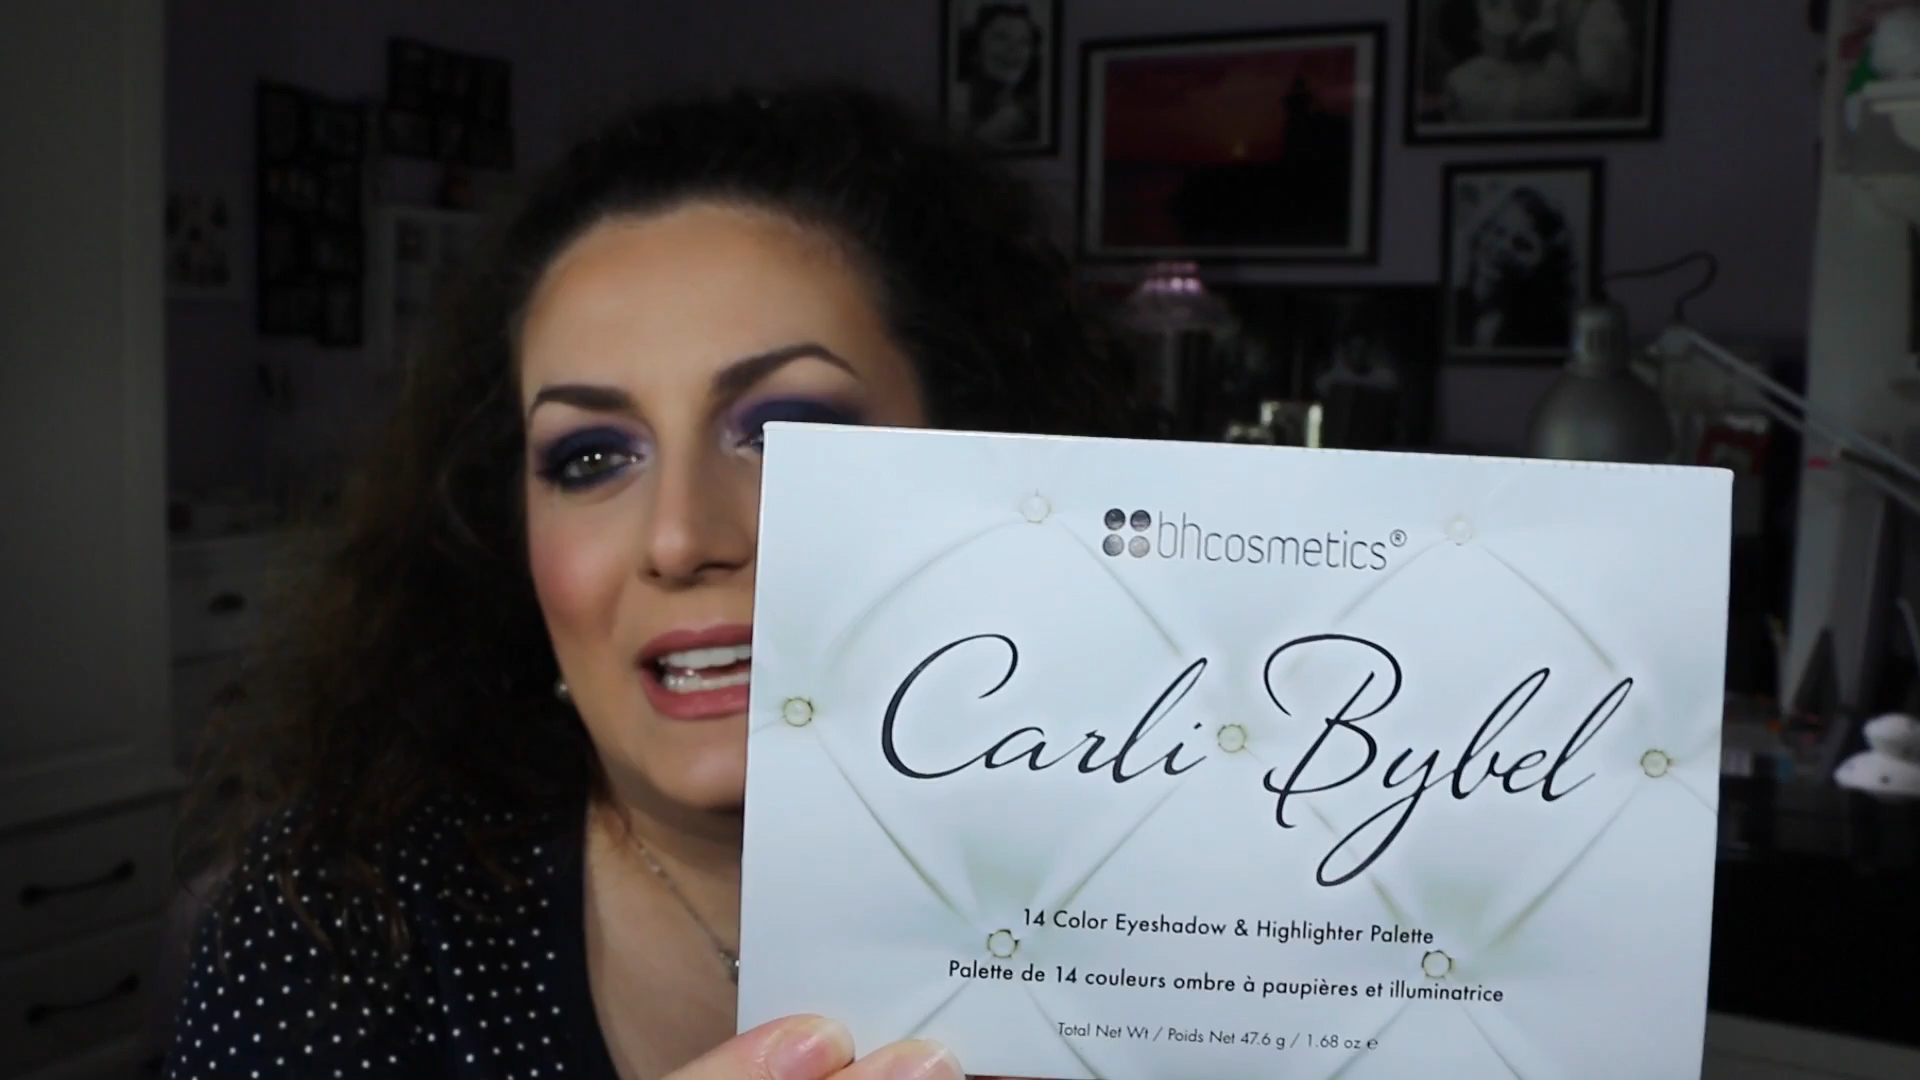 bhcosmetics®
Carli Bybel
14 Color Eyeshadow & Highlighter Palette
Palette de 14 couleurs ombre à paupières et illuminatrice
Total Net Wt / Poids Net 47.6 g / 1.68 oz ℮